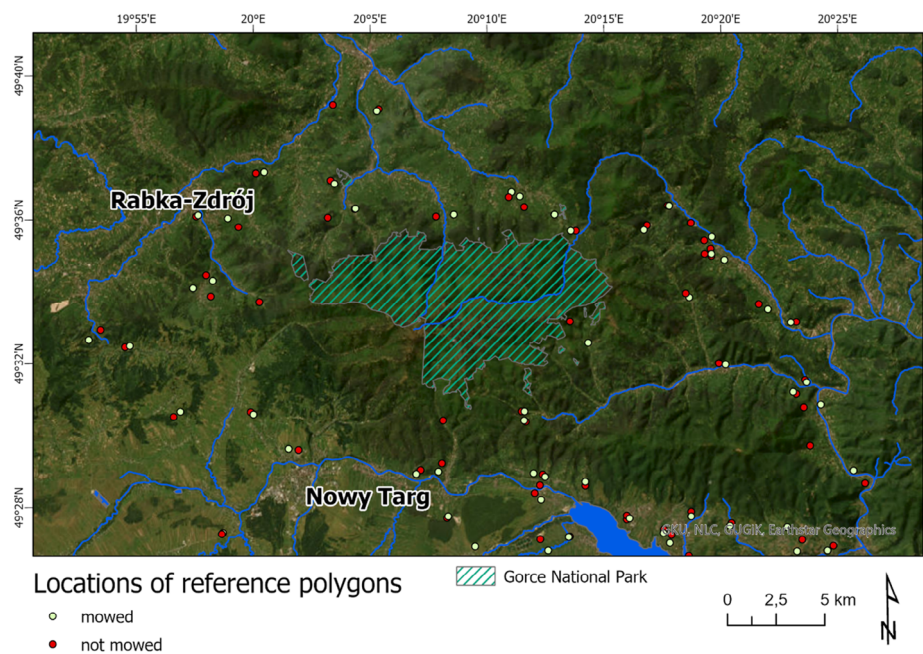 19°55'E 20°0'E 20°5'E 20°10'E 20°15'E 20°20'E 20°25'E
49°40'N
49°36'N
Rabka-Zdrój
49°32'N
Nowy Targ
49°28'N
GKU, NLC, GUGiK, Earthstar Geographics
Locations of reference polygons
Gorce National Park
mowed
not mowed
0 2,5 5 km
N